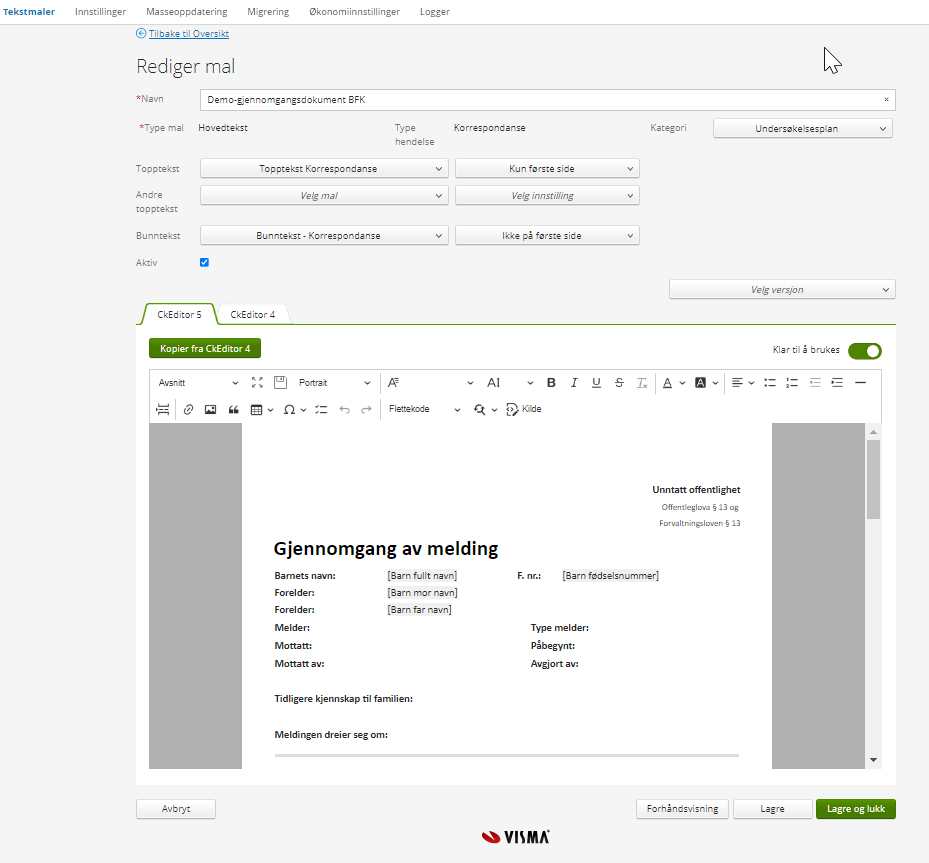 Tekstmaler Innstillinger Masseoppdatering Migrering Økonomiinnstillinger Logger
Tilbake til Oversikt
Rediger mal
*Navn Demo-gjennomgangsdokument BFK ×
*Type mal Hovedtekst Type hendelse Korrespondanse Kategori Undersøkelsesplan
Topptekst Topptekst Korrespondanse Kun første side
Andre topptekst Velg mal Velg innstilling
Bunntekst Bunntekst - Korrespondanse Ikke på første side
Aktiv
Velg versjon
CkEditor 5 CkEditor 4
Kopier fra CkEditor 4 Klar til å brukes
Avsnitt Portrait A AI B I U S Tx A A
Ω Flettekode Kilde
Unntatt offentlighet
Offentleglova § 13 og
Forvaltningsloven § 13
Gjennomgang av melding
Barnets navn: [Barn fullt navn] F. nr.: [Barn fødselsnummer]
Forelder: [Barn mor navn]
Forelder: [Barn far navn]
Melder: Type melder:
Mottatt: Påbegynt:
Mottatt av: Avgjort av:
Tidligere kjennskap til familien:
Meldingen dreier seg om:
Avbryt Forhåndsvisning Lagre Lagre og lukk
VISMA